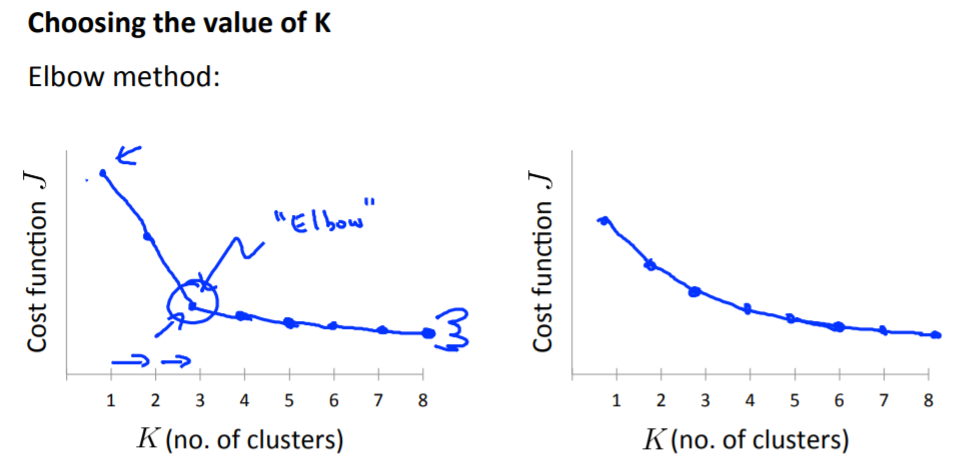 Choosing the value of K
Elbow method:
Cost function J
"Elbow"
1 2 3 4 5 6 7 8
K (no. of clusters)
Cost function J
1 2 3 4 5 6 7 8
K (no. of clusters)